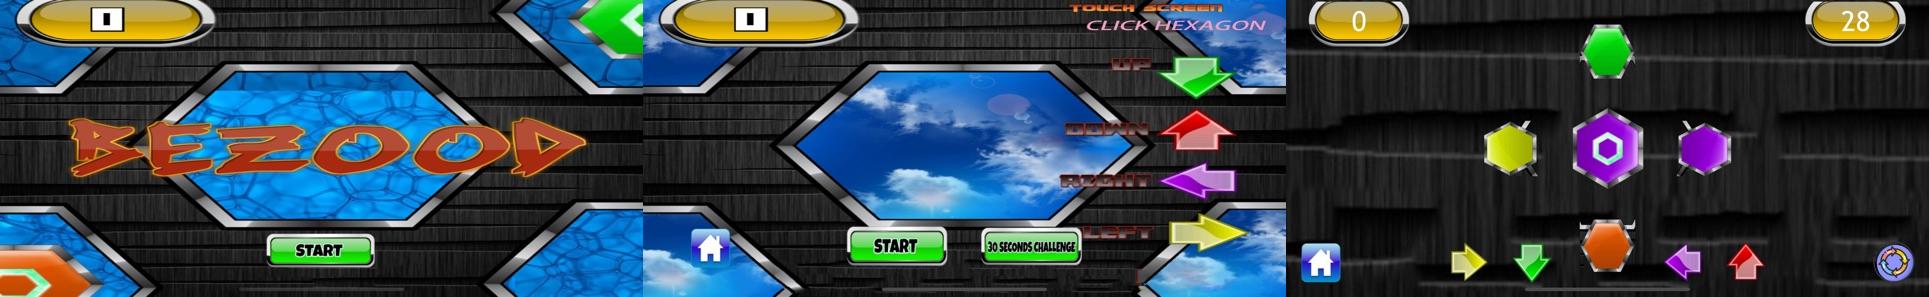 BEZOOD
START
TOUCH SCREEN
CLICK HEXAGON
UP
DOWN
RIGHT
LEFT
START
30 SECONDS CHALLENGE
0
28